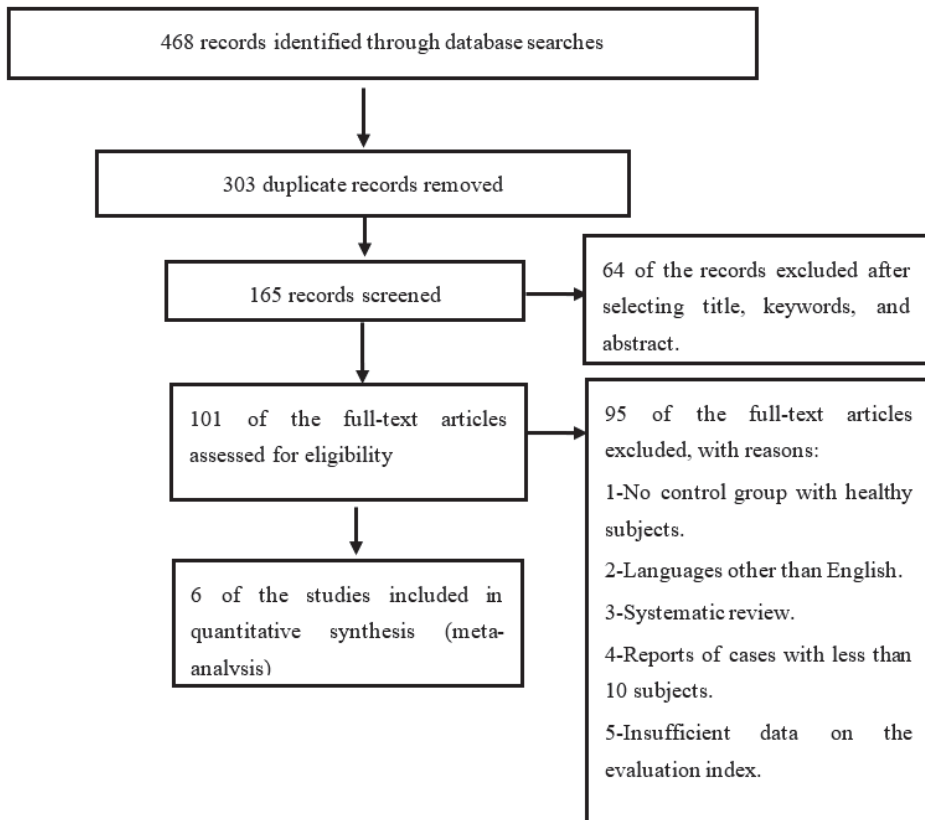 468 records identified through database searches
303 duplicate records removed
165 records screened
64 of the records excluded after
selecting title, keywords, and
abstract.
101 of the full-text articles
assessed for eligibility
95 of the full-text articles
excluded, with reasons:
1-No control group with healthy
subjects.
2-Languages other than English.
3-Systematic review.
4-Reports of cases with less than
10 subjects.
5-Insufficient data on the
evaluation index.
6 of the studies included in
quantitative synthesis (meta-
analysis)